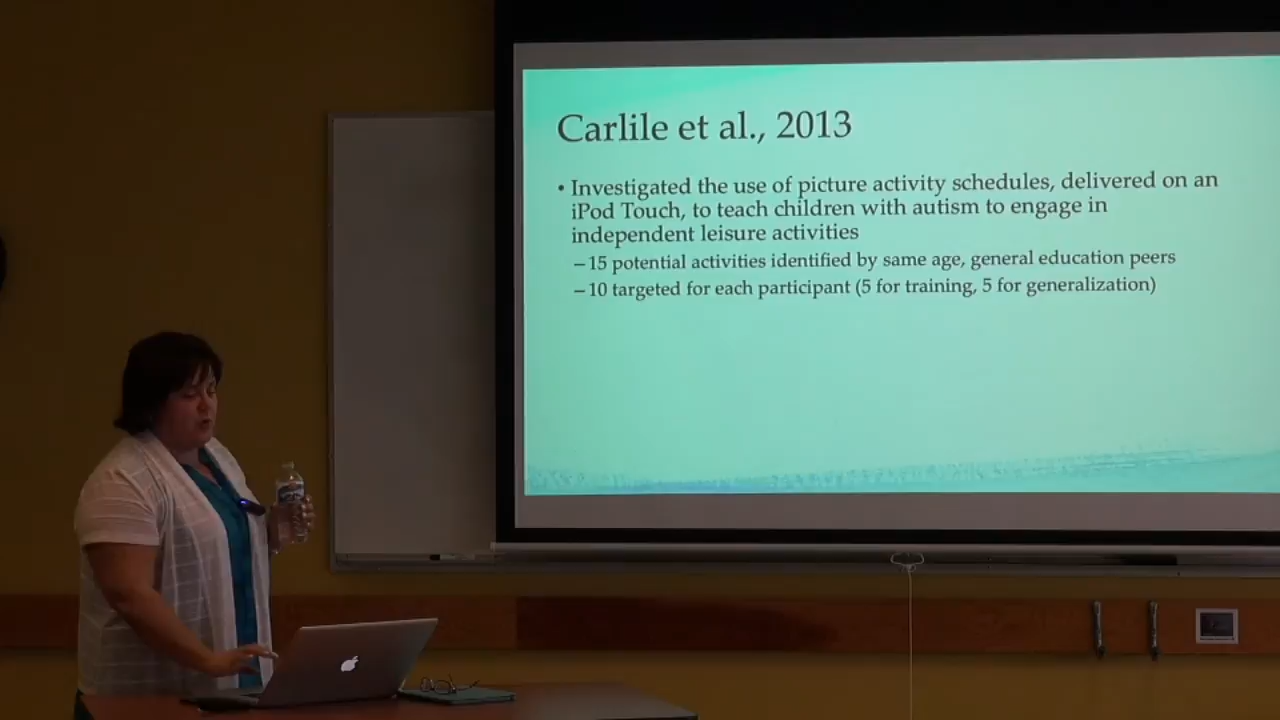 Carlile et al., 2013
• Investigated the use of picture activity schedules, delivered on an
iPod Touch, to teach children with autism to engage in
independent leisure activities
–15 potential activities identified by same age, general education peers
–10 targeted for each participant (5 for training, 5 for generalization)